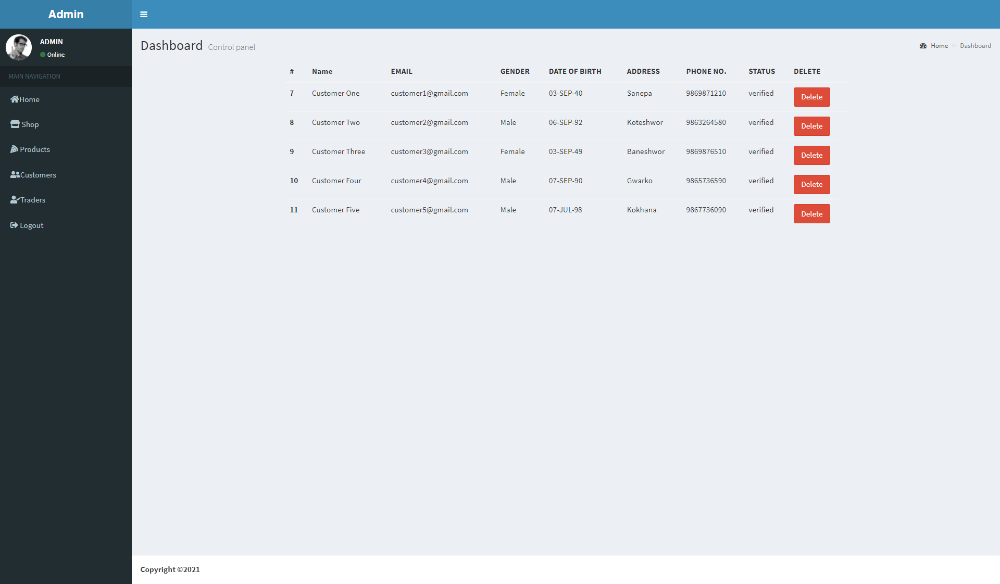 Admin
ADMIN
Online
MAIN NAVIGATION
Home
Shop
Products
Customers
Traders
Logout
Dashboard Control panel
Home > Dashboard
# Name EMAIL GENDER DATE OF BIRTH ADDRESS PHONE NO. STATUS DELETE
7 Customer One customer1@gmail.com Female 03-SEP-40 Sanepa 9869871210 verified Delete
8 Customer Two customer2@gmail.com Male 06-SEP-92 Koteshwor 9863264580 verified Delete
9 Customer Three customer3@gmail.com Female 03-SEP-49 Baneshwor 9869876510 verified Delete
10 Customer Four customer4@gmail.com Male 07-SEP-90 Gwarko 9865736590 verified Delete
11 Customer Five customer5@gmail.com Male 07-JUL-98 Kokhana 9867736090 verified Delete
Copyright ©2021